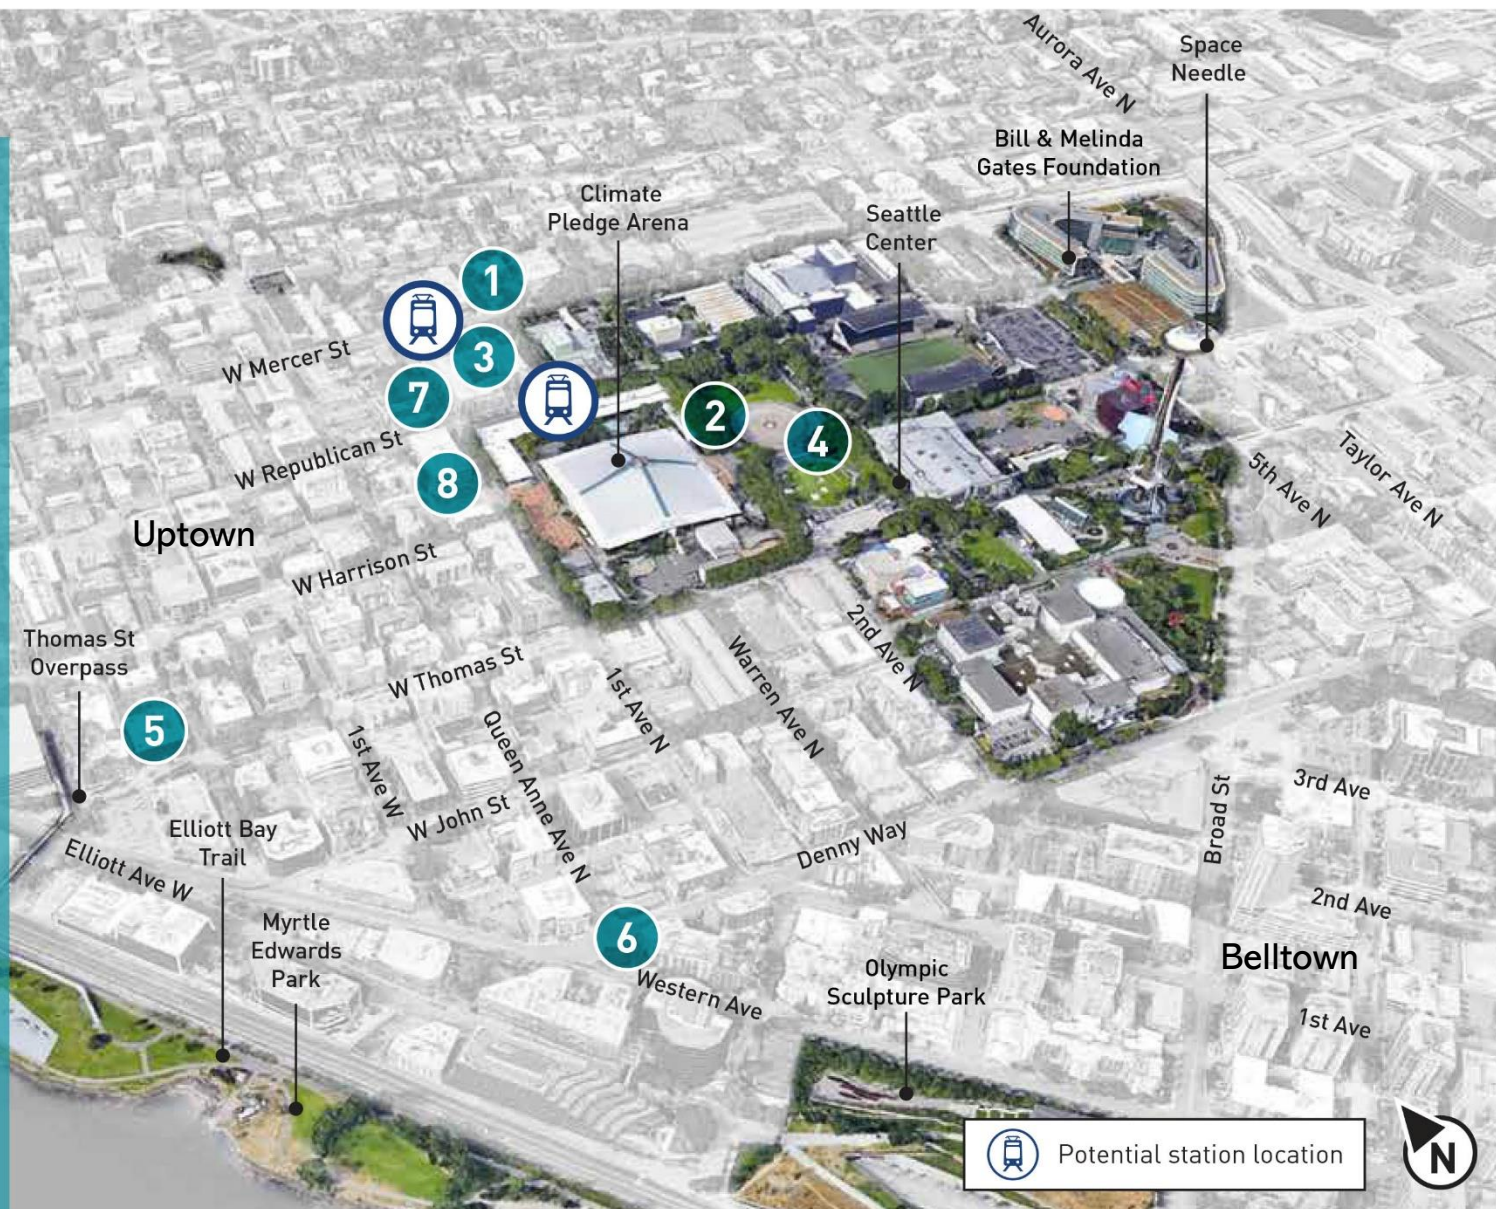 Aurora Ave N
Space
Needle
Bill & Melinda
Gates Foundation
Climate
Pledge Arena
Seattle
Center
1
W Mercer St
3
7
2
4
W Republican St
8
Uptown
W Harrison St
5th Ave N
Taylor Ave N
Thomas St
Overpass
W Thomas St
1st Ave N
Warren Ave N
2nd Ave N
5
1st Ave W
Queen Anne Ave N
W John St
Denny Way
Broad St
3rd Ave
Elliott Bay
Trail
Elliott Ave W
2nd Ave
Myrtle
Edwards
Park
6
Western Ave
Olympic
Sculpture Park
Belltown
1st Ave
Potential station location
N